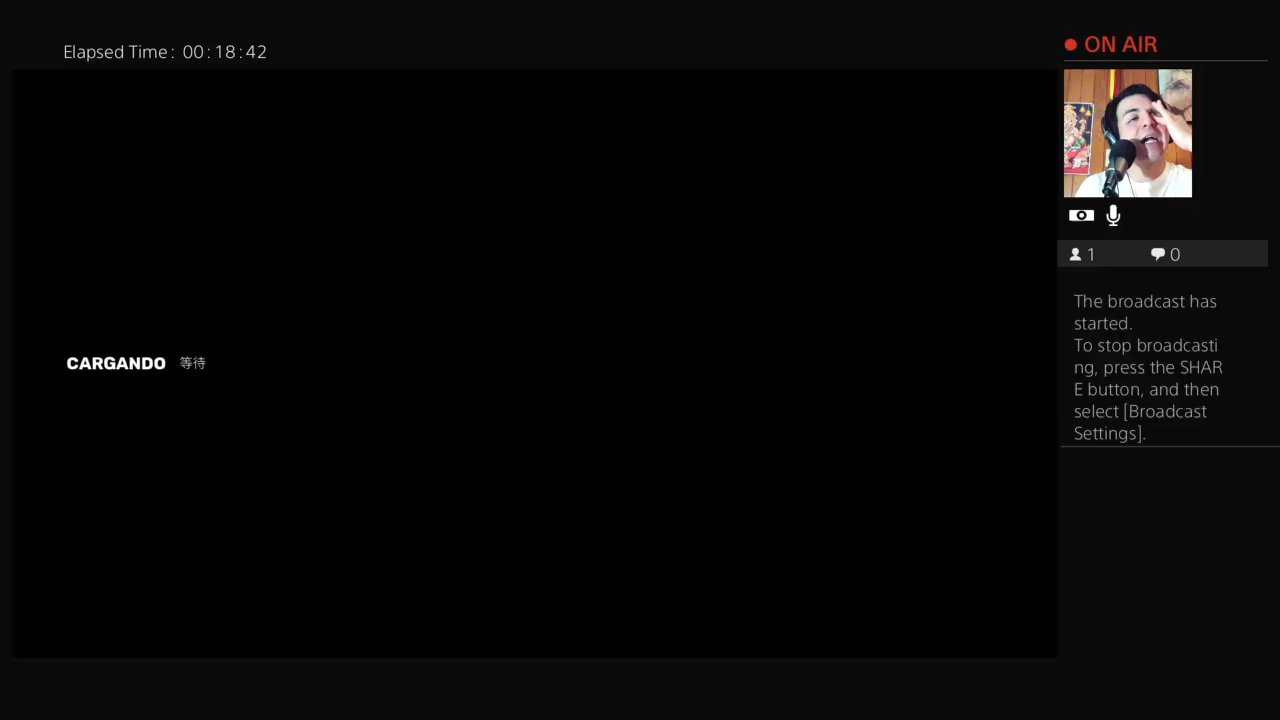 Elapsed Time: 00:18:42
ON AIR
1 0
The broadcast has
started.
To stop broadcasti
ng, press the SHAR
E button, and then
select [Broadcast
Settings].
CARGANDO 等待